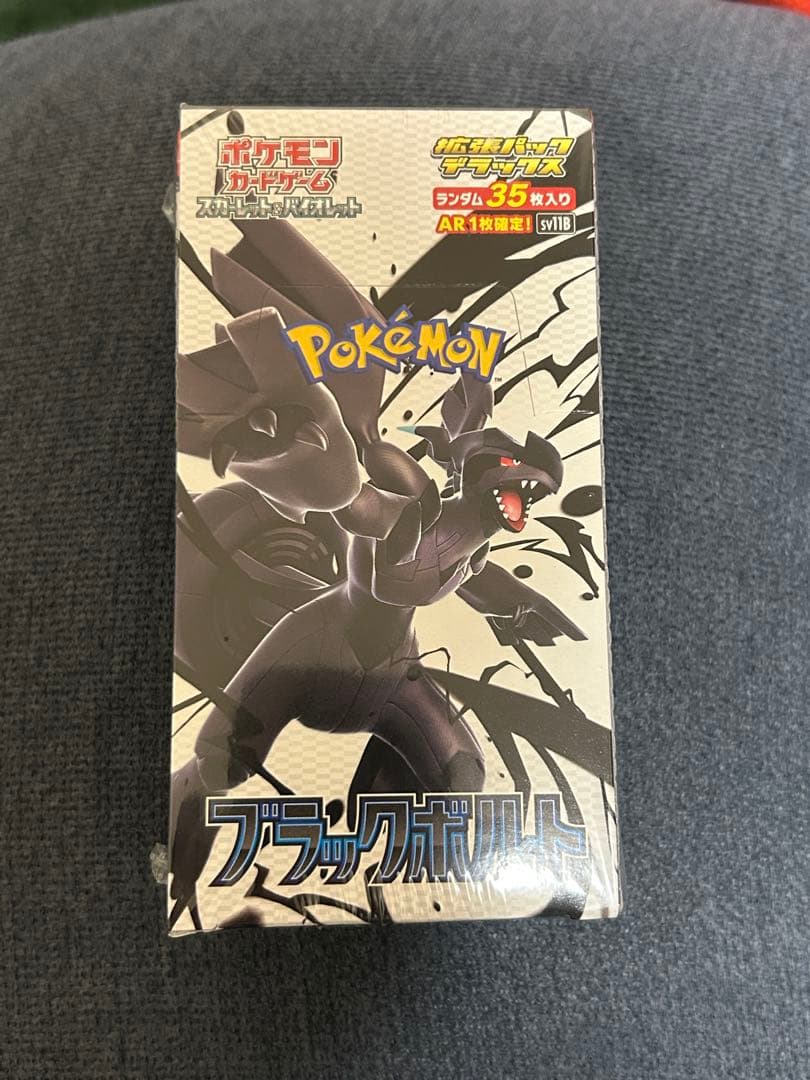 ポケモン
カードゲーム
スカーレット&バイオレット
拡張パック
デラックス
ランダム35枚入り
AR1枚確定!
SV11B
POKéMON
TM
ブラックボルト